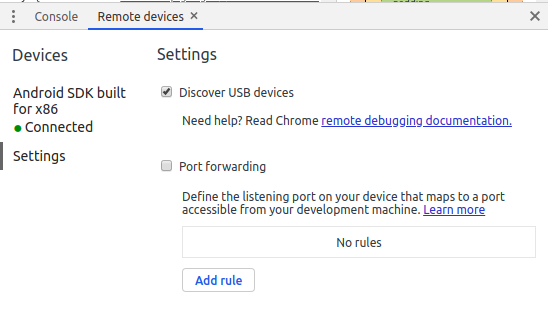 Console
Remote devices
Devices
Settings
Android SDK built
for x86
Connected
Settings
Discover USB devices
Need help? Read Chrome remote debugging documentation.
Port forwarding
Define the listening port on your device that maps to a port
accessible from your development machine. Learn more
No rules
Add rule